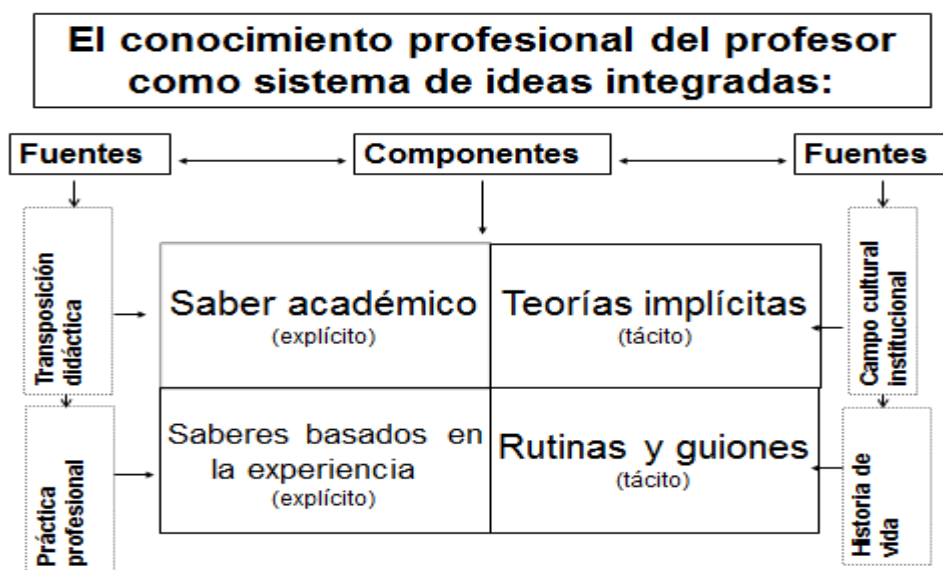 El conocimiento profesional del profesor
como sistema de ideas integradas:
Fuentes
Componentes
Fuentes
Transposición
didáctica
Saber académico
(explícito)
Teorías implícitas
(tácito)
Campo cultural
institucional
Práctica
profesional
Saberes basados en
la experiencia
(explícito)
Rutinas y guiones
(tácito)
Historia de
vida